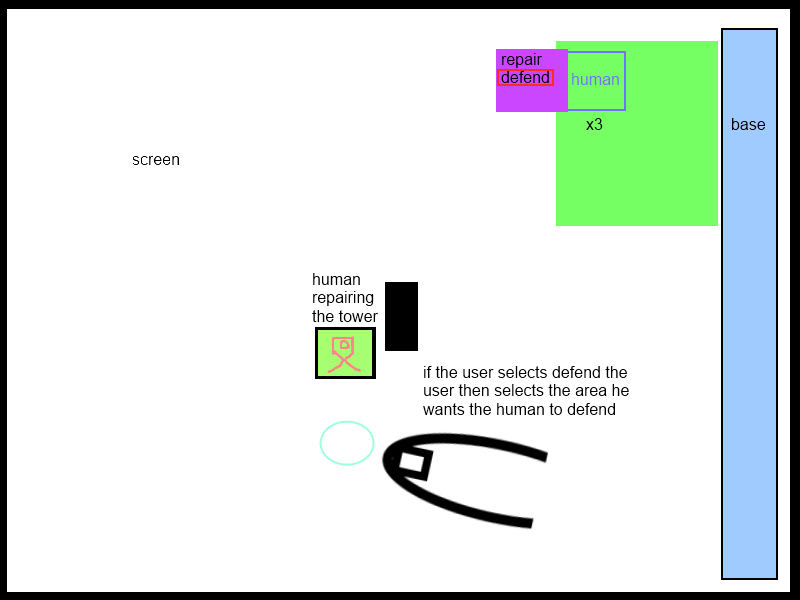 repair
defend
human
x3
base
screen
human
repairing
the tower
if the user selects defend the
user then selects the area he
wants the human to defend